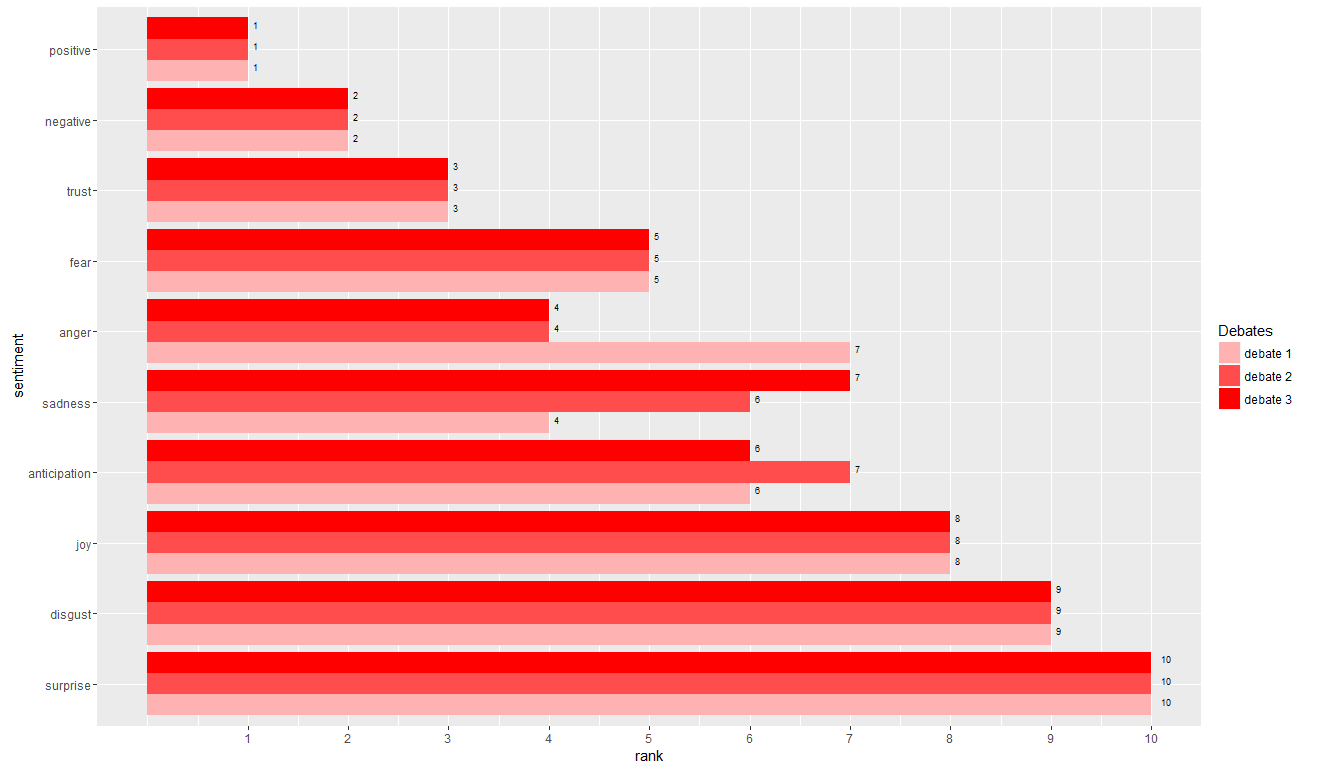 positive
1
1
1
negative
2
2
2
trust
3
3
3
fear
5
5
5
anger
4
4
7
sadness
7
6
4
anticipation
6
7
6
joy
8
8
8
disgust
9
9
9
surprise
10
10
10
1 2 3 4 5 6 7 8 9 10
rank
sentiment
Debates
debate 1
debate 2
debate 3